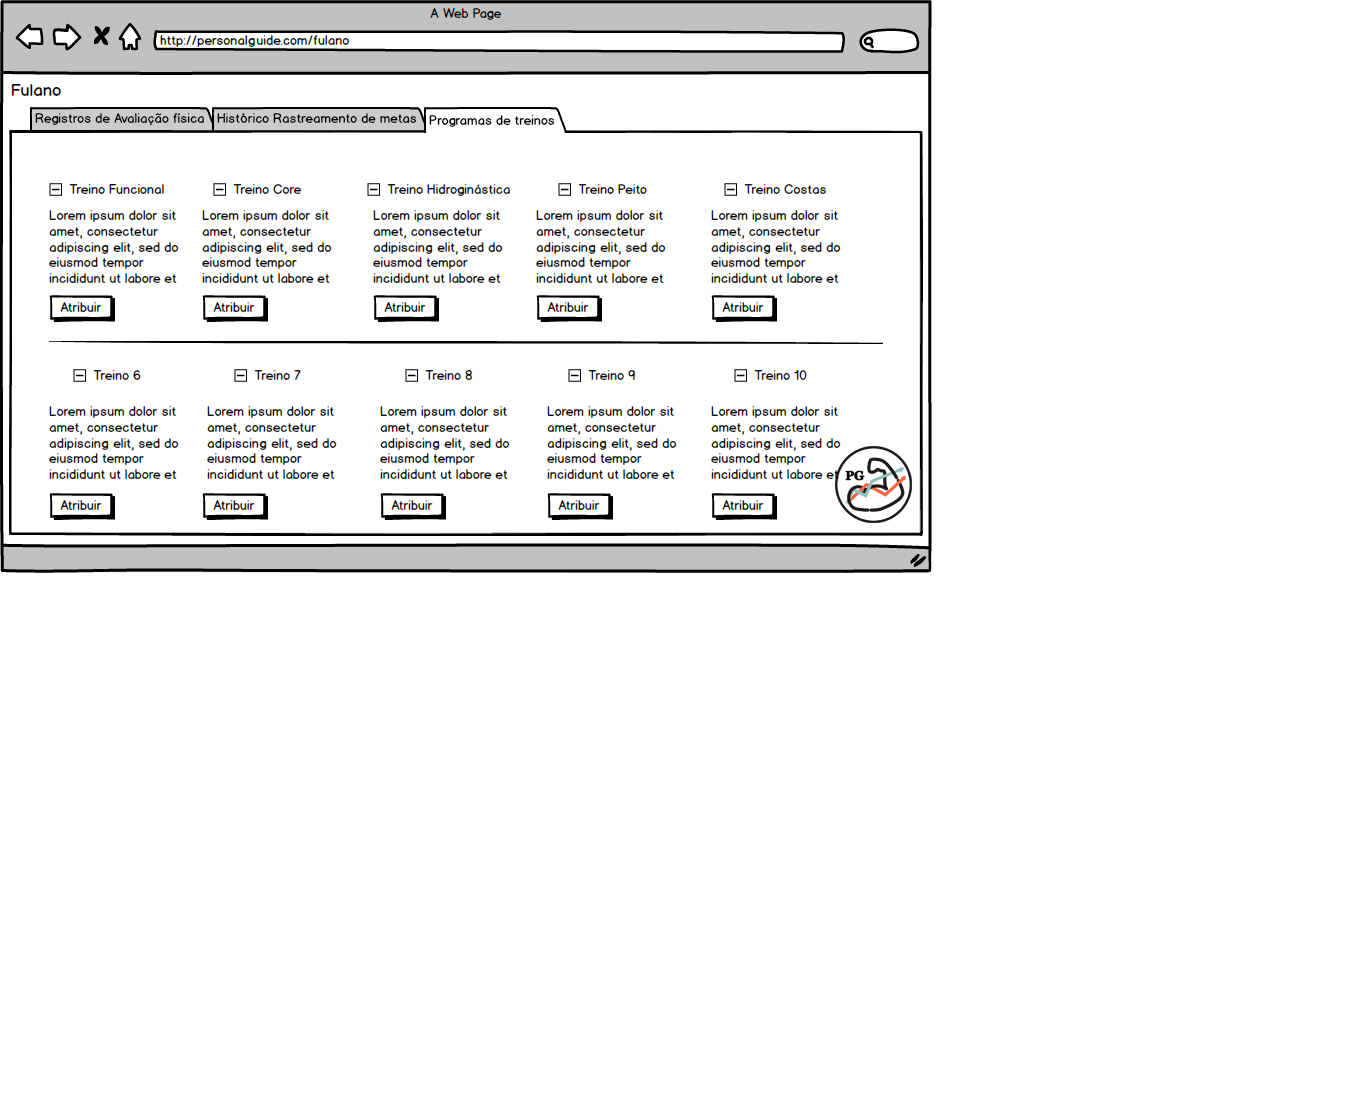 A Web Page
http://personalguide.com/fulano
Fulano
Registros de Avaliação física
Histórico Rastreamento de metas
Programas de treinos
Treino Funcional
Lorem ipsum dolor sit
amet, consectetur
adipiscing elit, sed do
eiusmod tempor
incididunt ut labore et
Atribuir
Treino Core
Lorem ipsum dolor sit
amet, consectetur
adipiscing elit, sed do
eiusmod tempor
incididunt ut labore et
Atribuir
Treino Hidroginástica
Lorem ipsum dolor sit
amet, consectetur
adipiscing elit, sed do
eiusmod tempor
incididunt ut labore et
Atribuir
Treino Peito
Lorem ipsum dolor sit
amet, consectetur
adipiscing elit, sed do
eiusmod tempor
incididunt ut labore et
Atribuir
Treino Costas
Lorem ipsum dolor sit
amet, consectetur
adipiscing elit, sed do
eiusmod tempor
incididunt ut labore et
Atribuir
Treino 6
Lorem ipsum dolor sit
amet, consectetur
adipiscing elit, sed do
eiusmod tempor
incididunt ut labore et
Atribuir
Treino 7
Lorem ipsum dolor sit
amet, consectetur
adipiscing elit, sed do
eiusmod tempor
incididunt ut labore et
Atribuir
Treino 8
Lorem ipsum dolor sit
amet, consectetur
adipiscing elit, sed do
eiusmod tempor
incididunt ut labore et
Atribuir
Treino 9
Lorem ipsum dolor sit
amet, consectetur
adipiscing elit, sed do
eiusmod tempor
incididunt ut labore et
Atribuir
Treino 10
Lorem ipsum dolor sit
amet, consectetur
adipiscing elit, sed do
eiusmod tempor
incididunt ut labore et
Atribuir
PG